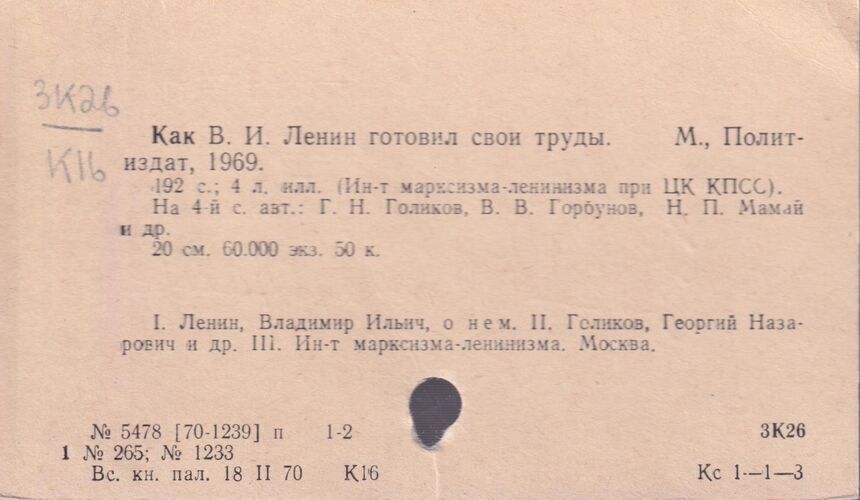 3К26
К16
Как В. И. Ленин готовил свои труды. М., Полит-
издат, 1969.
192 с.; 4 л. илл. (Ин-т марксизма-ленинизма при ЦК КПСС).
На 4-й с. авт.: Г. Н. Голиков, В. В. Горбунов, Н. П. Мамай
и др.
20 см. 60.000 экз. 50 к.
I. Ленин, Владимир Ильич, о нем. II. Голиков, Георгий Наза-
рович и др. III. Ин-т марксизма-ленинизма. Москва.
№ 5478 [70-1239] п 1-2 3К26
1 № 265; № 1233
Вс. кн. пал. 18 II 70 К16 Кс 1—1—3